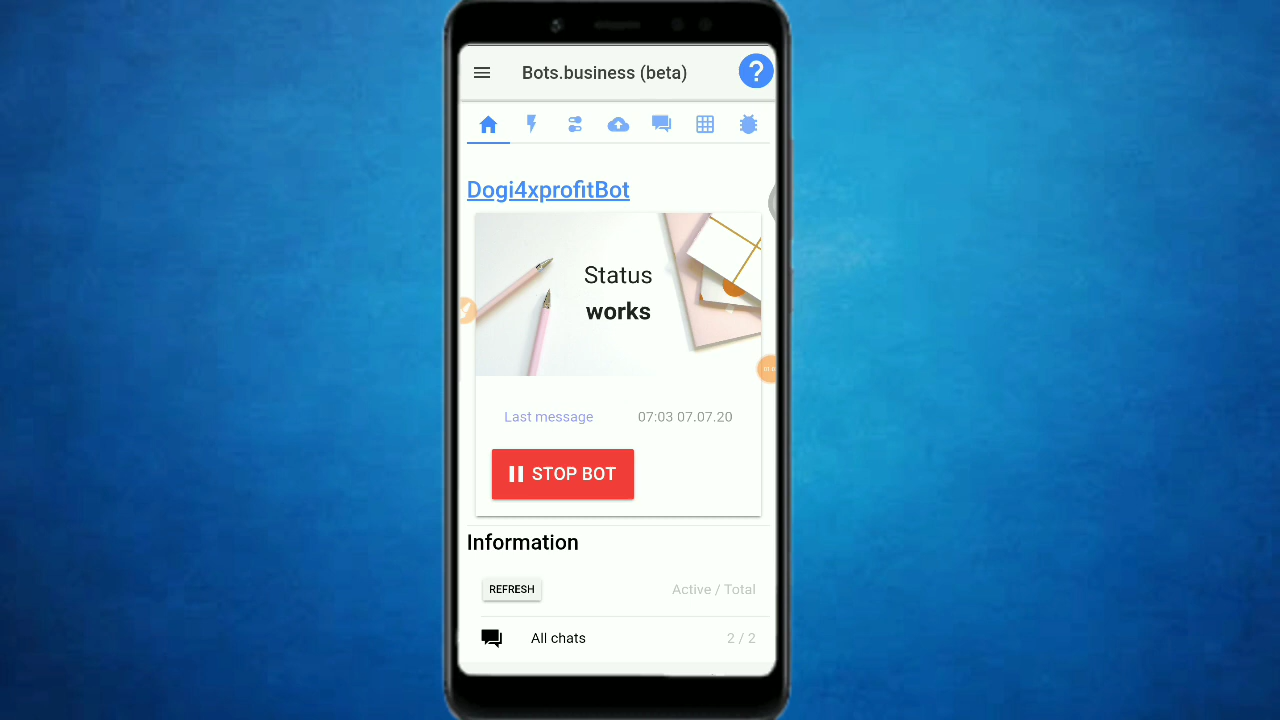 Bots.business (beta)
?
Dogi4xprofitBot
Status
works
Last message 07:03 07.07.20
STOP BOT
Information
REFRESH Active / Total
All chats 2 / 2